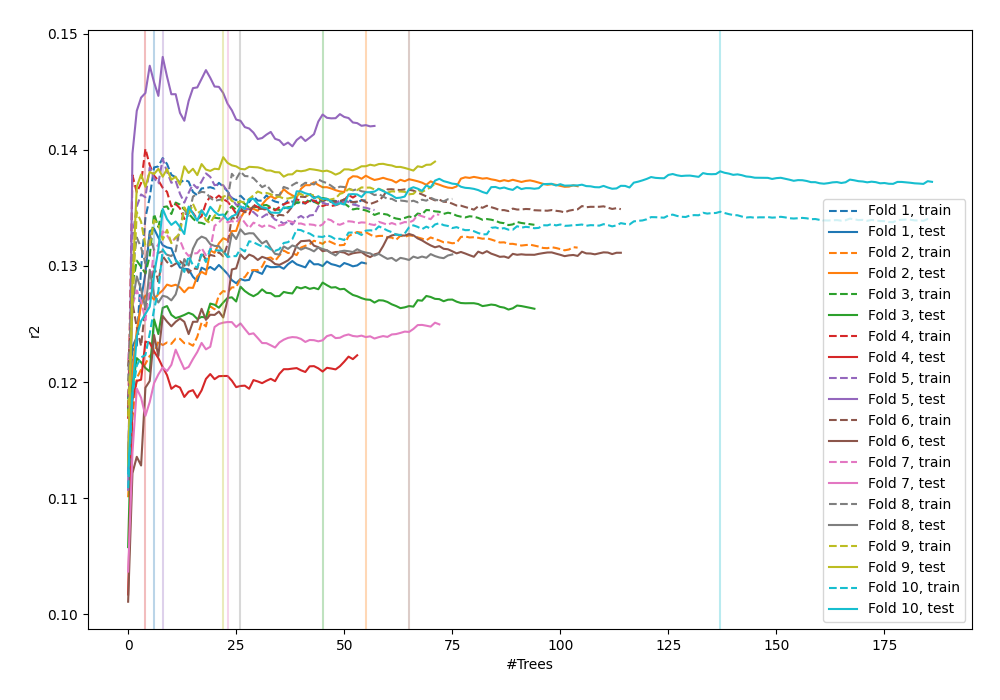 0.15
0.14
0.13
0.12
0.11
0.10
r2
0
25
50
75
100
125
150
175
#Trees
Fold 1, train
Fold 1, test
Fold 2, train
Fold 2, test
Fold 3, train
Fold 3, test
Fold 4, train
Fold 4, test
Fold 5, train
Fold 5, test
Fold 6, train
Fold 6, test
Fold 7, train
Fold 7, test
Fold 8, train
Fold 8, test
Fold 9, train
Fold 9, test
Fold 10, train
Fold 10, test